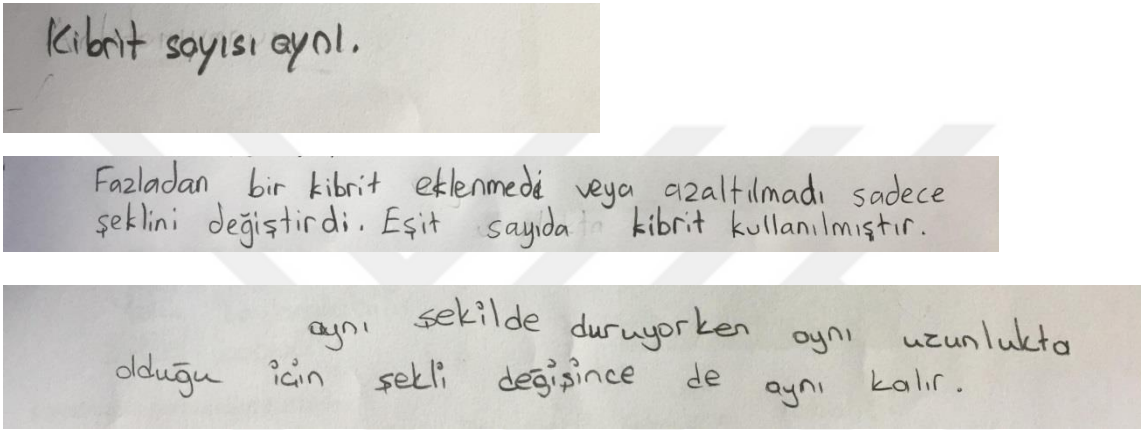 Kibrit sayısı aynı.
Fazladan bir kibrit eklenmedi veya azaltılmadı sadece
şeklini değiştirdi. Eşit sayıda kibrit kullanılmıştır.
aynı şekilde duruyorken aynı uzunlukta
olduğu için şekli değişince de aynı kalır.